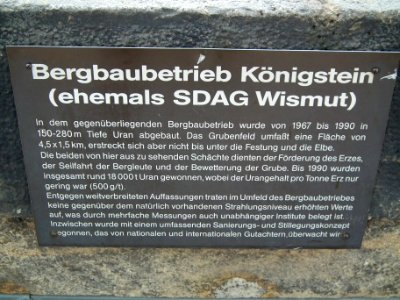 Bergbaubetrieb Königstein
(ehemals SDAG Wismut)
In dem gegenüberliegenden Bergbaubetrieb wurde von 1967 bis 1990 in
150-280 m Tiefe Uran abgebaut. Das Grubenfeld umfaßt eine Fläche von
4,5 x 1,5 km, erstreckt sich aber nicht bis unter die Festung und die Elbe.
Die beiden von hier aus zu sehenden Schächte dienten der Förderung des Erzes,
der Seilfahrt der Bergleute und der Bewetterung der Grube. Bis 1990 wurden
insgesamt rund 18 000 t Uran gewonnen, wobei der Urangehalt pro Tonne Erz nur
gering war (500 g/t).
Entgegen weitverbreiteten Auffassungen traten im Umfeld des Bergbaubetriebes
keine gegenüber dem natürlich vorhandenen Strahlungsniveau erhöhten Werte
auf, was durch mehrfache Messungen auch unabhängiger Institute belegt ist.
Inzwischen wurde mit einem umfassenden Sanierungs- und Stillegungskonzept
begonnen, das von nationalen und internationalen Gutachtern überwacht wir